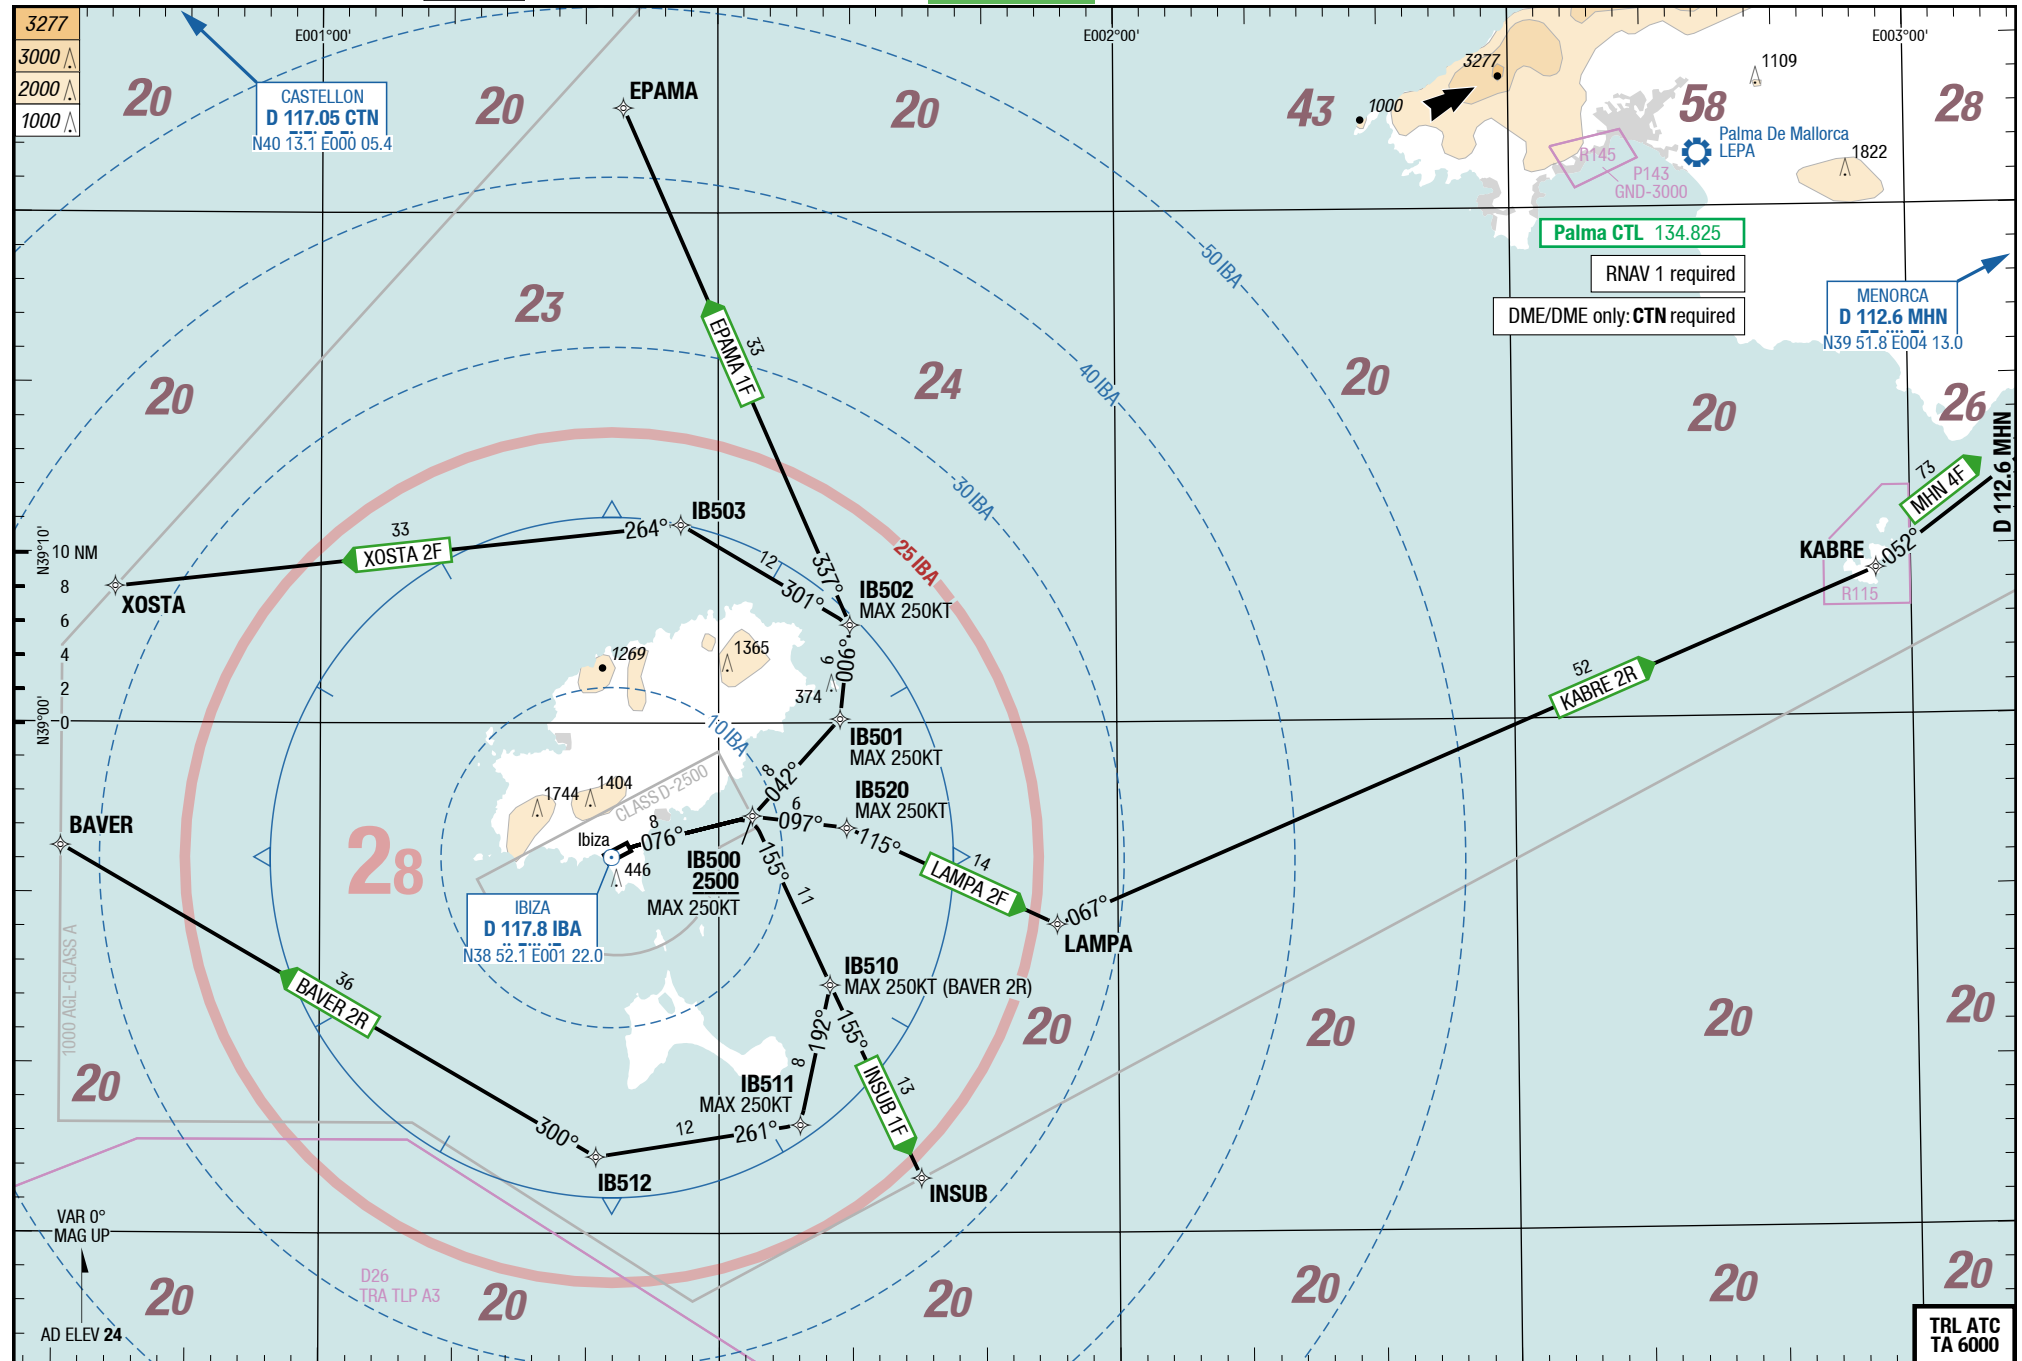 3277
3000
2000
1000
E001°00'
E002°00'
E003°00'
20
20
20
43
58
28
CASTELLON
D 117.05 CTN
N40 13.1 E000 05.4
EPAMA
3277
1000
1109
1822
Palma De Mallorca
LEPA
R145
P143
GND-3000
Palma CTL 134.825
RNAV 1 required
DME/DME only: CTN required
MENORCA
D 112.6 MHN
N39 51.8 E004 13.0
50 IBA
40 IBA
30 IBA
25 IBA
10 IBA
23
24
20
20
20
26
EPAMA 1F
33
337°
D 112.6 MHN
73
MHN 4F
052°
KABRE
R115
IB503
264°
33
XOSTA 2F
XOSTA
12
301°
IB502
MAX 250KT
N39°10'
10 NM
8
6
4
2
0
N39°00'
006°
9
374
1269
1365
IB501
MAX 250KT
52
KABRE 2R
8
042°
IB520
MAX 250KT
6
097°
115°
14
LAMPA 2F
067°
LAMPA
1744
1404
CLASS D-2500
8
076°
Ibiza
446
IB500
2500
MAX 250KT
BAVER
28
IBIZA
D 117.8 IBA
N38 52.1 E001 22.0
155°
11
IB510
MAX 250KT (BAVER 2R)
1000 AGL-CLASS A
36
BAVER 2R
192°
8
155°
13
INSUB 1F
INSUB
IB511
MAX 250KT
12
261°
300°
IB512
20
20
20
20
20
VAR 0°
MAG UP
AD ELEV 24
D26
TRA TLP A3
20
20
20
20
20
20
TRL ATC
TA 6000